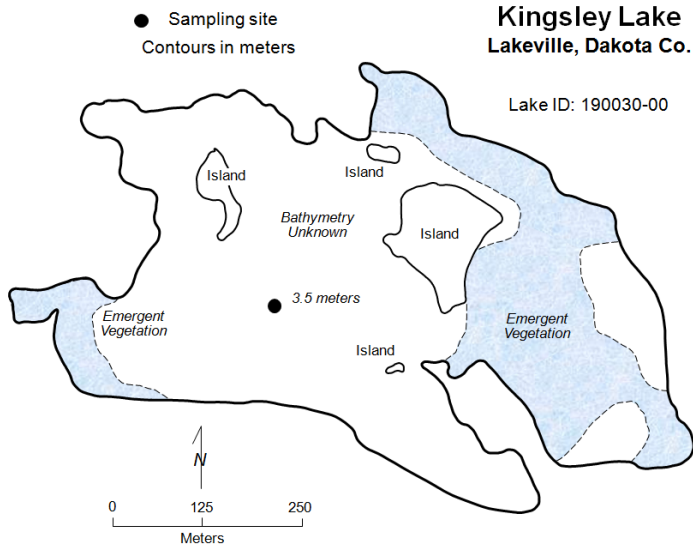 Sampling site
Contours in meters
Kingsley Lake
Lakeville, Dakota Co.
Lake ID: 190030-00
Island
Island
Bathymetry
Unknown
Island
3.5 meters
Emergent
Vegetation
Emergent
Vegetation
Island
N
0 125 250
Meters